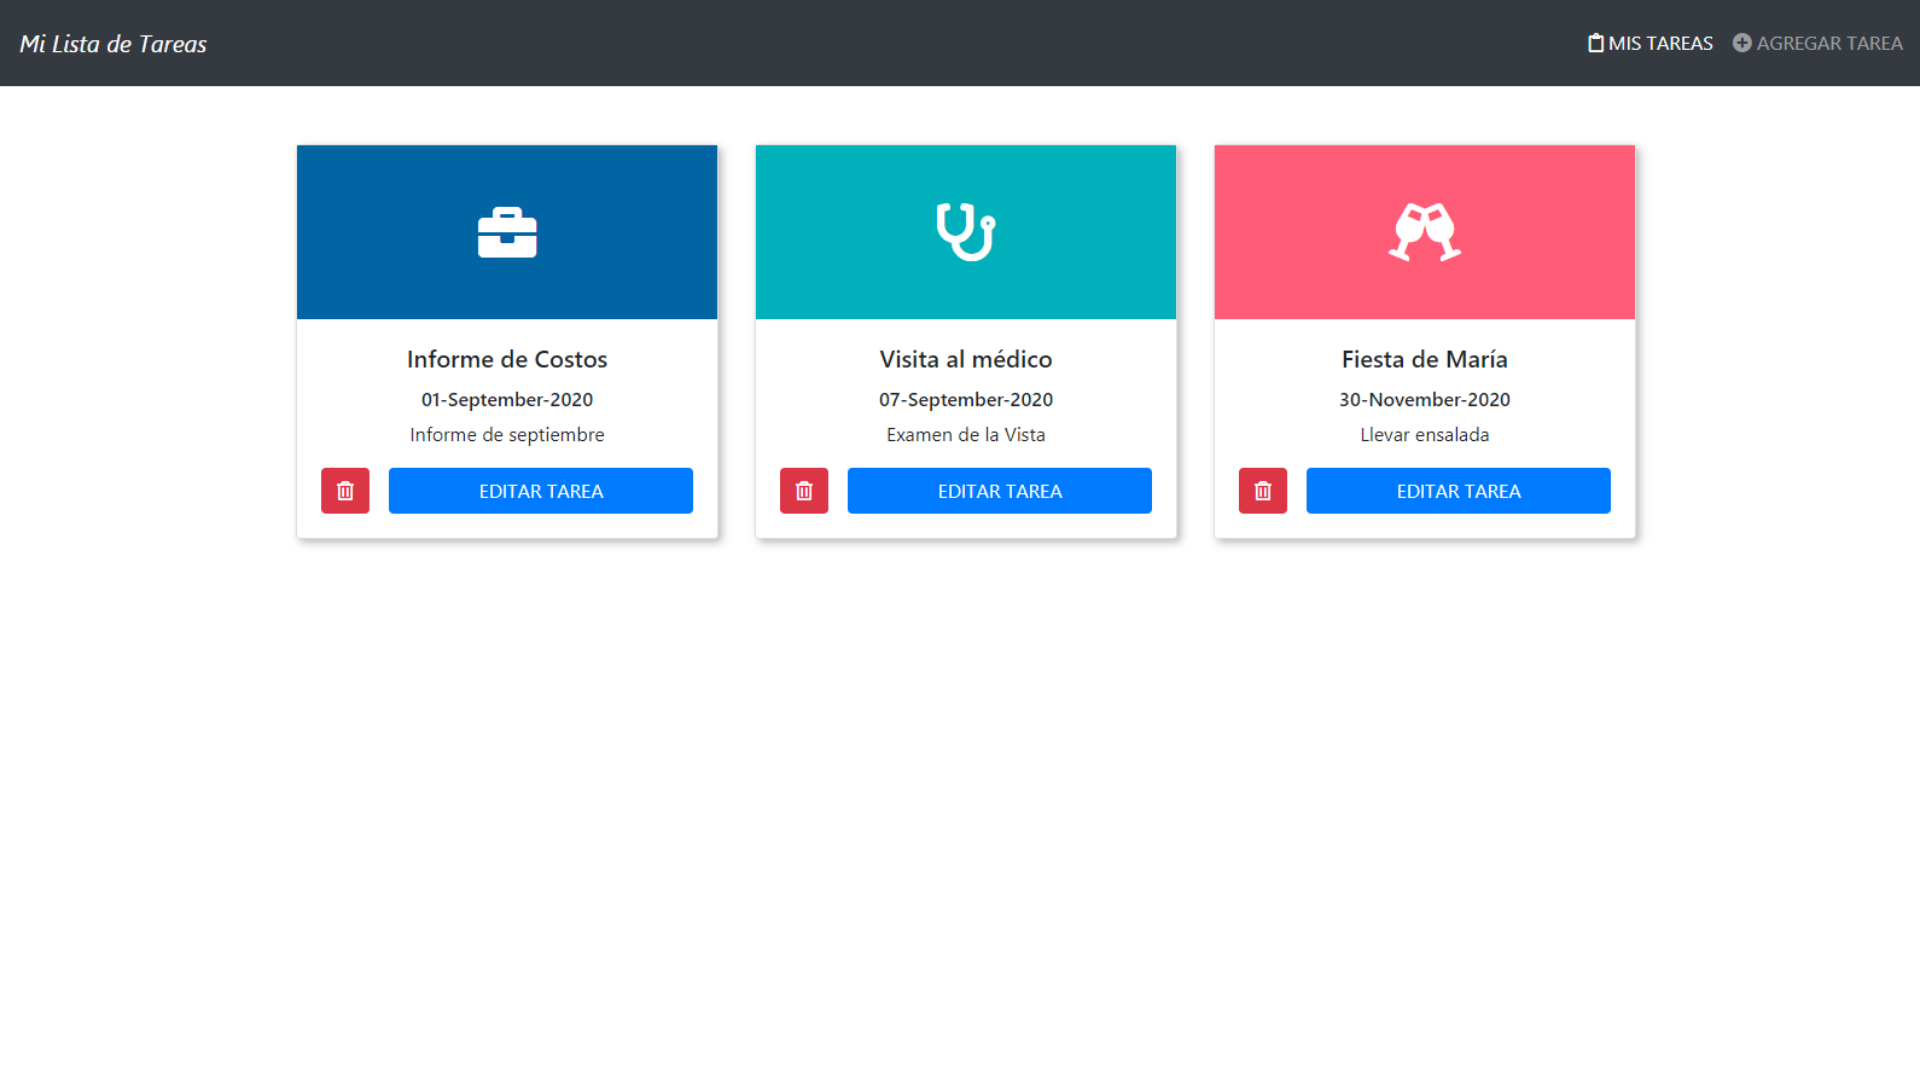 Mi Lista de Tareas
MIS TAREAS
AGREGAR TAREA
Informe de Costos
01-September-2020
Informe de septiembre
EDITAR TAREA
Visita al médico
07-September-2020
Examen de la Vista
EDITAR TAREA
Fiesta de María
30-November-2020
Llevar ensalada
EDITAR TAREA